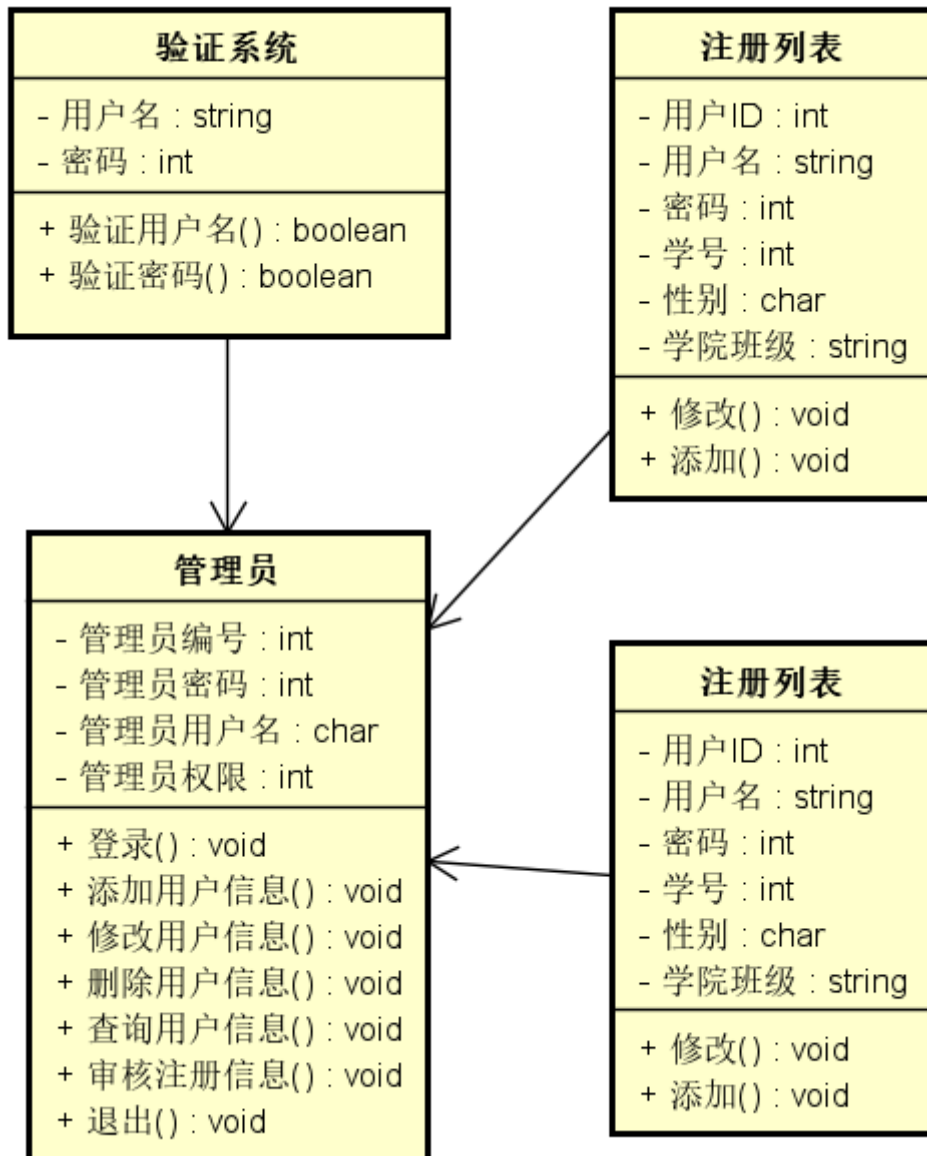 验证系统
- 用户名 : string
- 密码 : int
+ 验证用户名() : boolean
+ 验证密码() : boolean
注册列表
- 用户ID : int
- 用户名 : string
- 密码 : int
- 学号 : int
- 性别 : char
- 学院班级 : string
+ 修改() : void
+ 添加() : void
管理员
- 管理员编号 : int
- 管理员密码 : int
- 管理员用户名 : char
- 管理员权限 : int
+ 登录() : void
+ 添加用户信息() : void
+ 修改用户信息() : void
+ 删除用户信息() : void
+ 查询用户信息() : void
+ 审核注册信息() : void
+ 退出() : void
注册列表
- 用户ID : int
- 用户名 : string
- 密码 : int
- 学号 : int
- 性别 : char
- 学院班级 : string
+ 修改() : void
+ 添加() : void